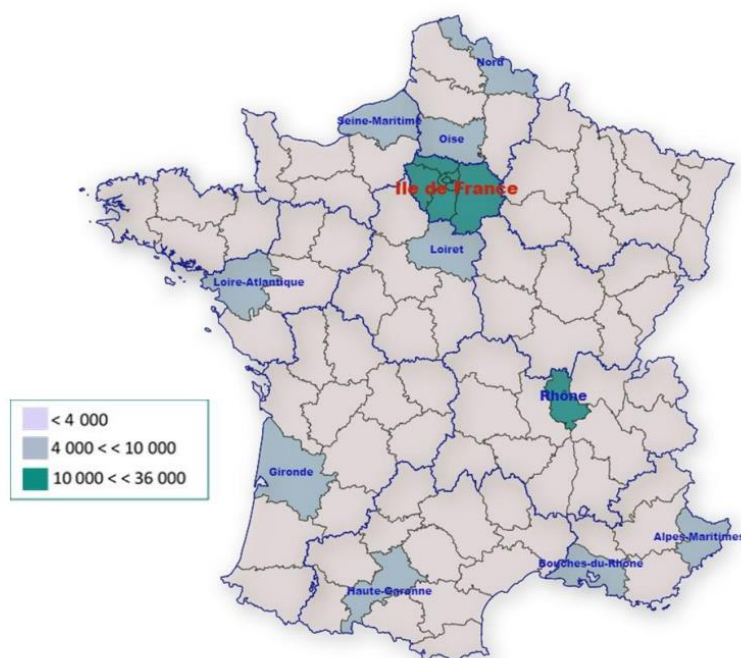 Nord
Seine-Maritime
Oise
Ile de France
Loiret
Loire-Atlantique
Rhône
< 4 000
4 000 < < 10 000
10 000 < < 36 000
Gironde
Alpes-Maritimes
Bouches-du-Rhône
Haute-Garonne